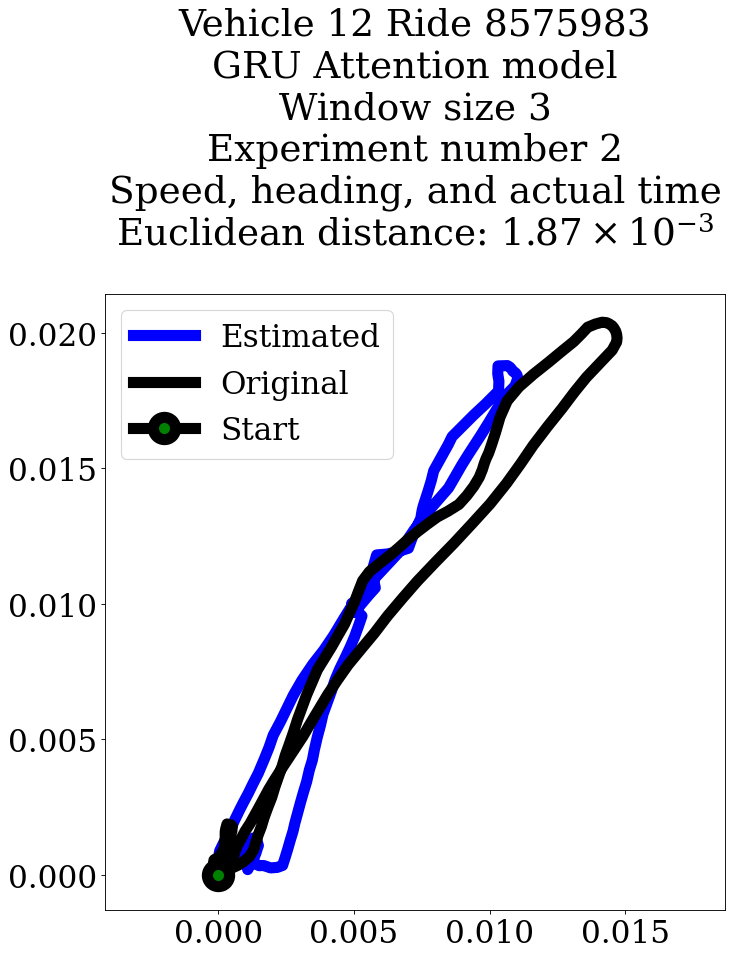 Vehicle 12 Ride 8575983
GRU Attention model
Window size 3
Experiment number 2
Speed, heading, and actual time
Euclidean distance: 1.87 × 10⁻³
Estimated
Original
Start
0.020
0.015
0.010
0.005
0.000
0.000 0.005 0.010 0.015